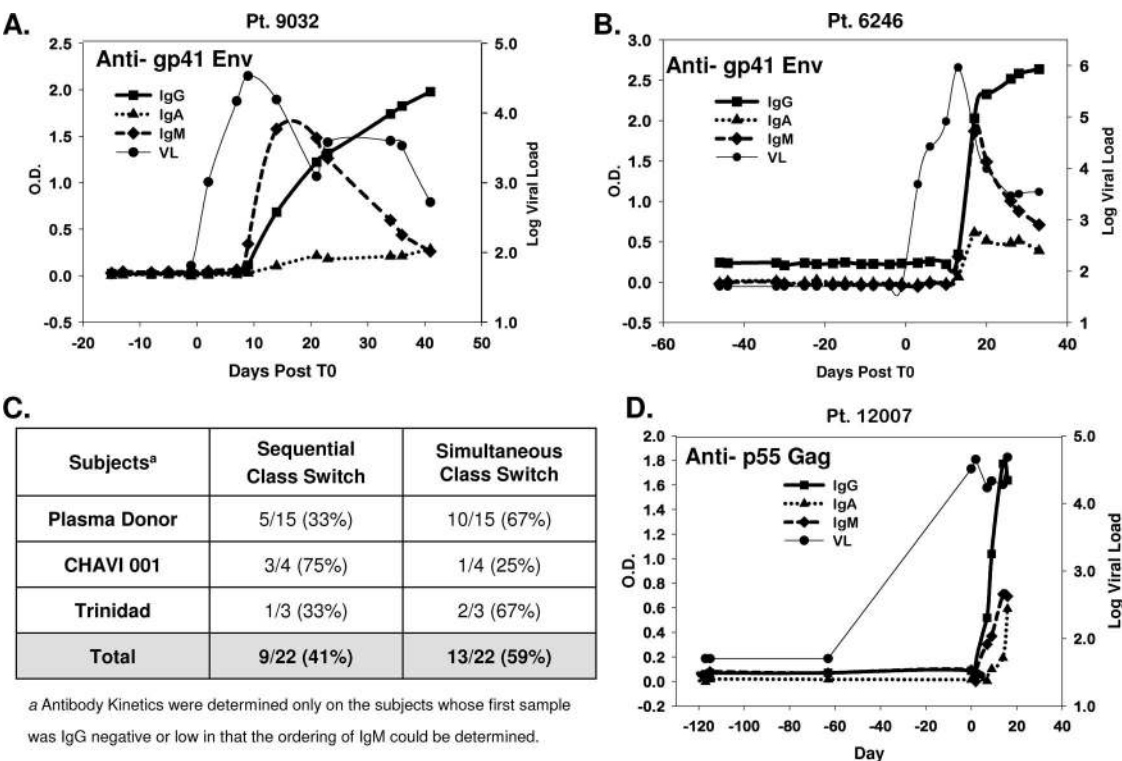 A.
Pt. 9032
Anti- gp41 Env
IgG
IgA
IgM
VL
2.5
2.0
1.5
1.0
0.5
0.0
-0.5
O.D.
5.0
4.0
3.0
2.0
1.0
Log Viral Load
-20 -10 0 10 20 30 40 50
Days Post T0
B.
Pt. 6246
Anti- gp41 Env
IgG
IgA
IgM
VL
3.0
2.5
2.0
1.5
1.0
0.5
0.0
-0.5
O.D.
6
5
4
3
2
1
Log Viral Load
-60 -40 -20 0 20 40
Days Post T0
C.
Subjectsa Sequential Class Switch Simultaneous Class Switch
Plasma Donor 5/15 (33%) 10/15 (67%)
CHAVI 001 3/4 (75%) 1/4 (25%)
Trinidad 1/3 (33%) 2/3 (67%)
Total 9/22 (41%) 13/22 (59%)
a Antibody Kinetics were determined only on the subjects whose first sample
was IgG negative or low in that the ordering of IgM could be determined.
D.
Pt. 12007
Anti- p55 Gag
IgG
IgA
IgM
VL
2.0
1.8
1.6
1.4
1.2
1.0
0.8
0.6
0.4
0.2
0.0
-0.2
O.D.
5.0
4.0
3.0
2.0
1.0
Log Viral Load
-120 -100 -80 -60 -40 -20 0 20 40
Day